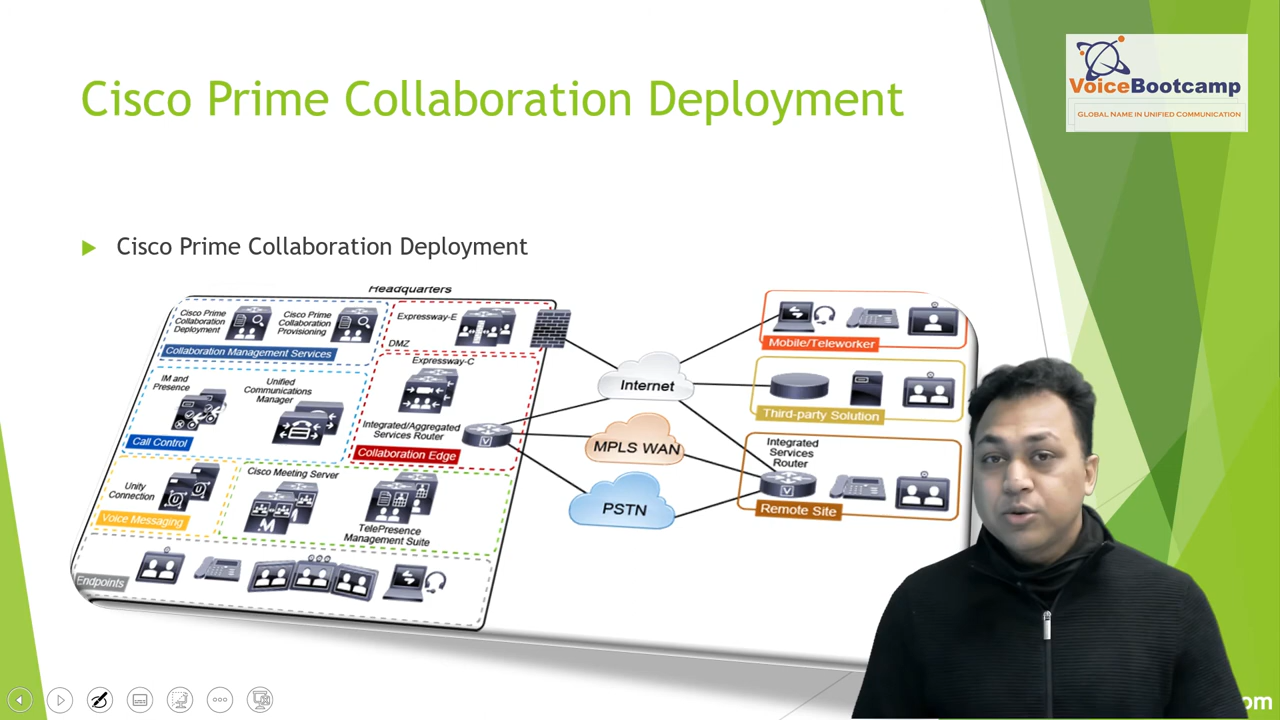 Cisco Prime Collaboration Deployment
VoiceBootcamp
GLOBAL NAME IN UNIFIED COMMUNICATION
Cisco Prime Collaboration Deployment
Headquarters
Cisco Prime
Collaboration
Deployment
Cisco Prime
Collaboration
Provisioning
Collaboration Management Services
Expressway-E
DMZ
Expressway-C
Integrated/Aggregated
Services Router
Collaboration Edge
IM and
Presence
Unified
Communications
Manager
Call Control
Unity
Connection
Voice Messaging
Cisco Meeting Server
TelePresence
Management Suite
Endpoints
Internet
MPLS WAN
PSTN
Mobile/Teleworker
Third-party Solution
Integrated
Services
Router
Remote Site
om